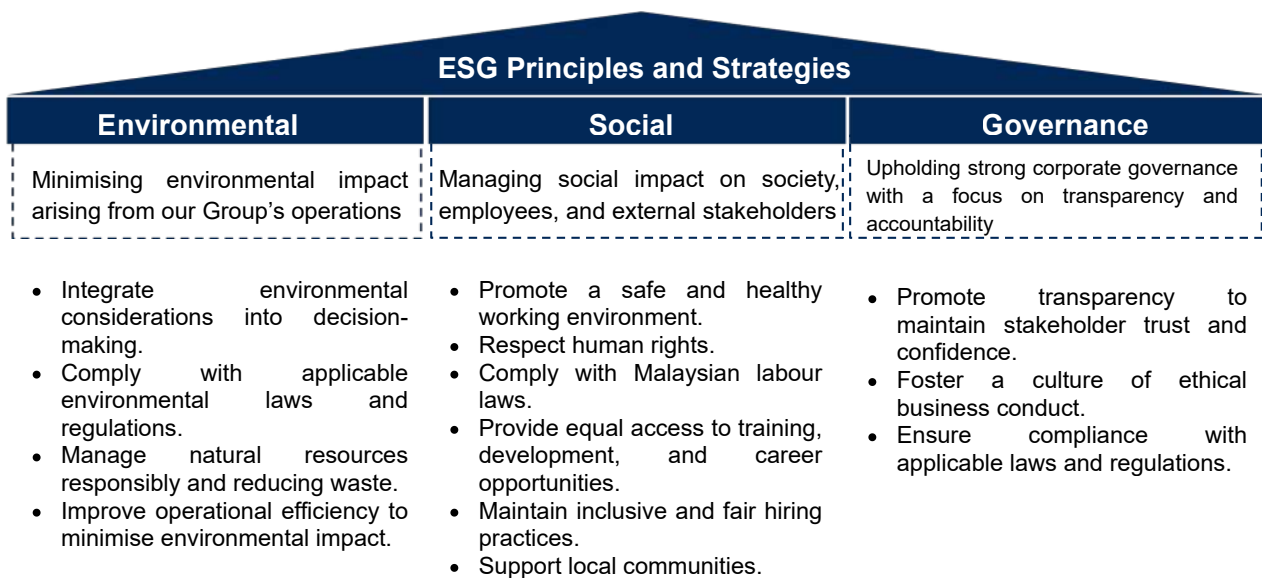 ESG Principles and Strategies
Environmental
Minimising environmental impact
arising from our Group's operations
• Integrate environmental
considerations into decision-
making.
• Comply with applicable
environmental laws and
regulations.
• Manage natural resources
responsibly and reducing waste.
• Improve operational efficiency to
minimise environmental impact.
Social
Managing social impact on society,
employees, and external stakeholders
• Promote a safe and healthy
working environment.
• Respect human rights.
• Comply with Malaysian labour
laws.
• Provide equal access to training,
development, and career
opportunities.
• Maintain inclusive and fair hiring
practices.
• Support local communities.
Governance
Upholding strong corporate governance
with a focus on transparency and
accountability
• Promote transparency to
maintain stakeholder trust and
confidence.
• Foster a culture of ethical
business conduct.
• Ensure compliance with
applicable laws and regulations.